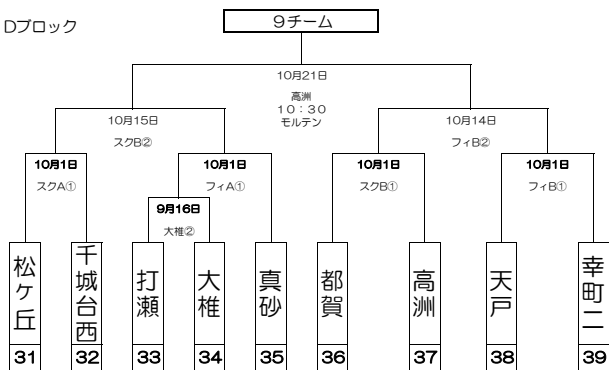 Dブロック
9チーム
10月21日
高洲
10:30
モルテン
10月15日
スクB②
10月14日
フィB②
10月1日
スクA①
10月1日
フィA①
10月1日
スクB①
10月1日
フィB①
9月16日
大椎②
松ヶ丘
千城台西
打瀬
大椎
真砂
都賀
高洲
天戸
幸町二
31
32
33
34
35
36
37
38
39